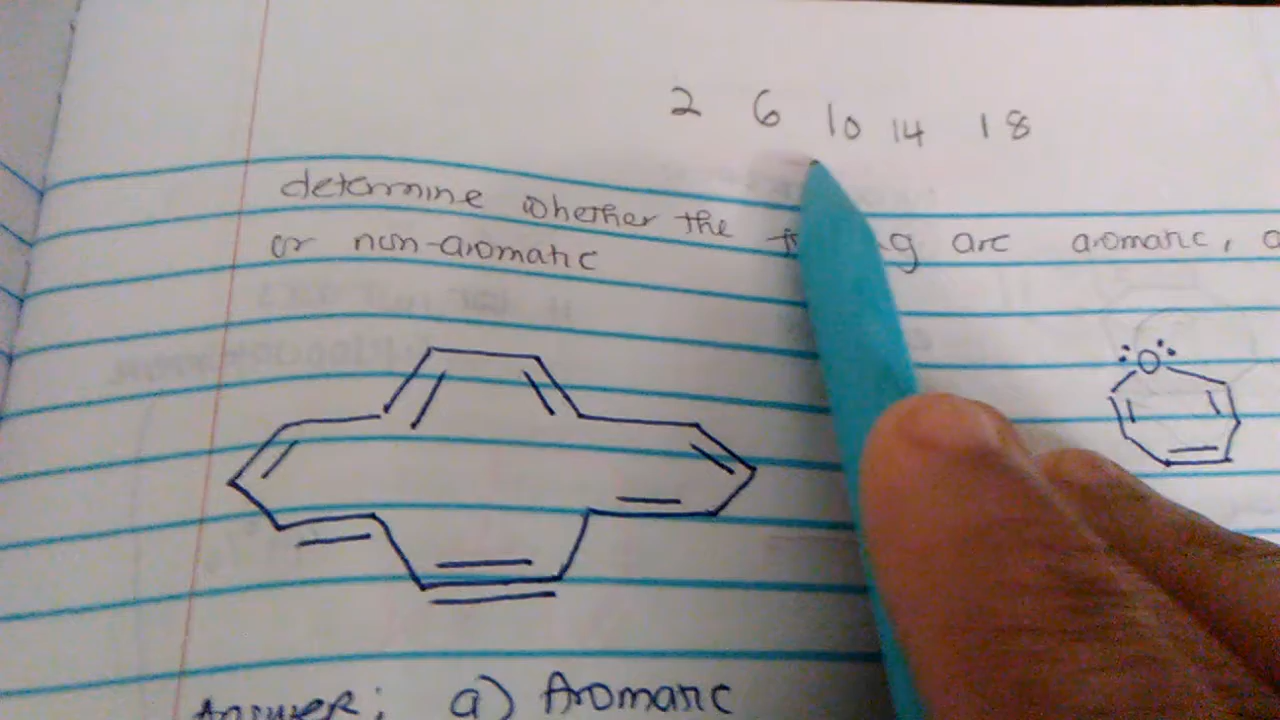 2 6 10 14 18
determine whether the g are aromatic,
or non-aromatic
:O:
Answer: a) Aromatic